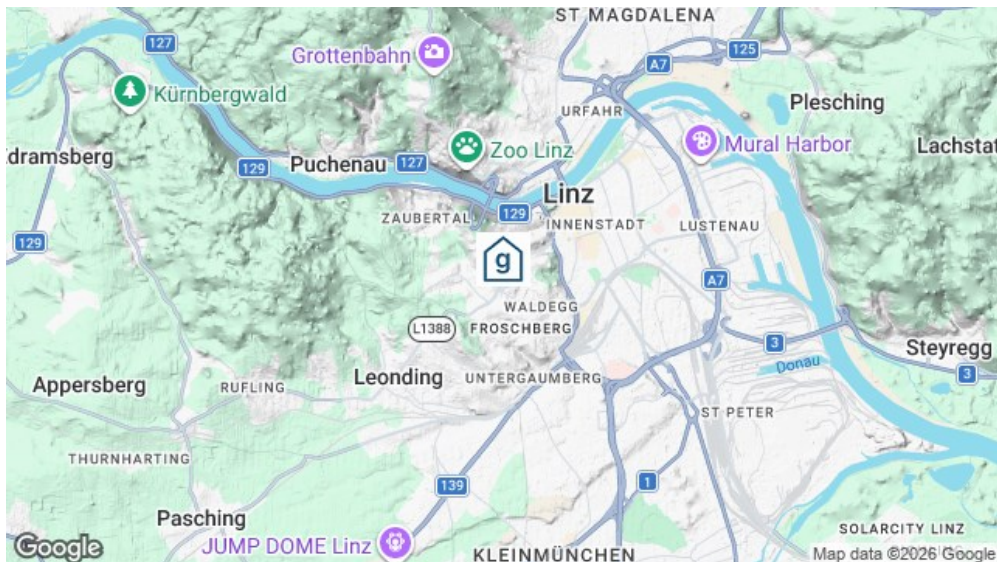 ST MAGDALENA
127
A7
125
Grottenbahn
Kürnbergwald
URFAHR
Plesching
Mural Harbor
Lachstat
Edramsberg
Puchenau
127
Zoo Linz
129
Linz
ZAUBERTAL
129
INNENSTADT
LUSTENAU
129
g
A7
WALDEGG
L1388
FROSCHBERG
3
Steyregg
Donau
3
Appersberg
RUFLING
Leonding
UNTERGAUMBERG
ST PETER
THURNHARTING
139
1
Pasching
SOLARCITY LINZ
JUMP DOME Linz
KLEINMÜNCHEN
Google
Map data ©2026 Google